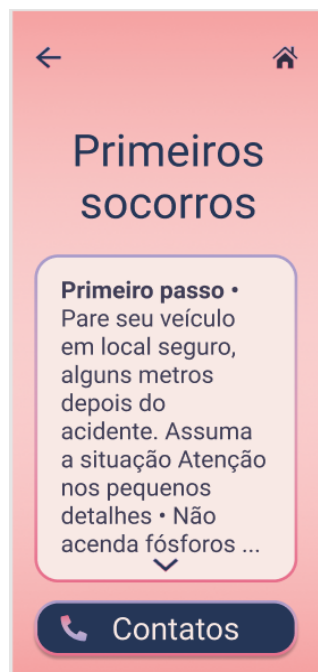 Primeiros
socorros
Primeiro passo •
Pare seu veículo
em local seguro,
alguns metros
depois do
acidente. Assuma
a situação Atenção
nos pequenos
detalhes • Não
acenda fósforos ...
Contatos